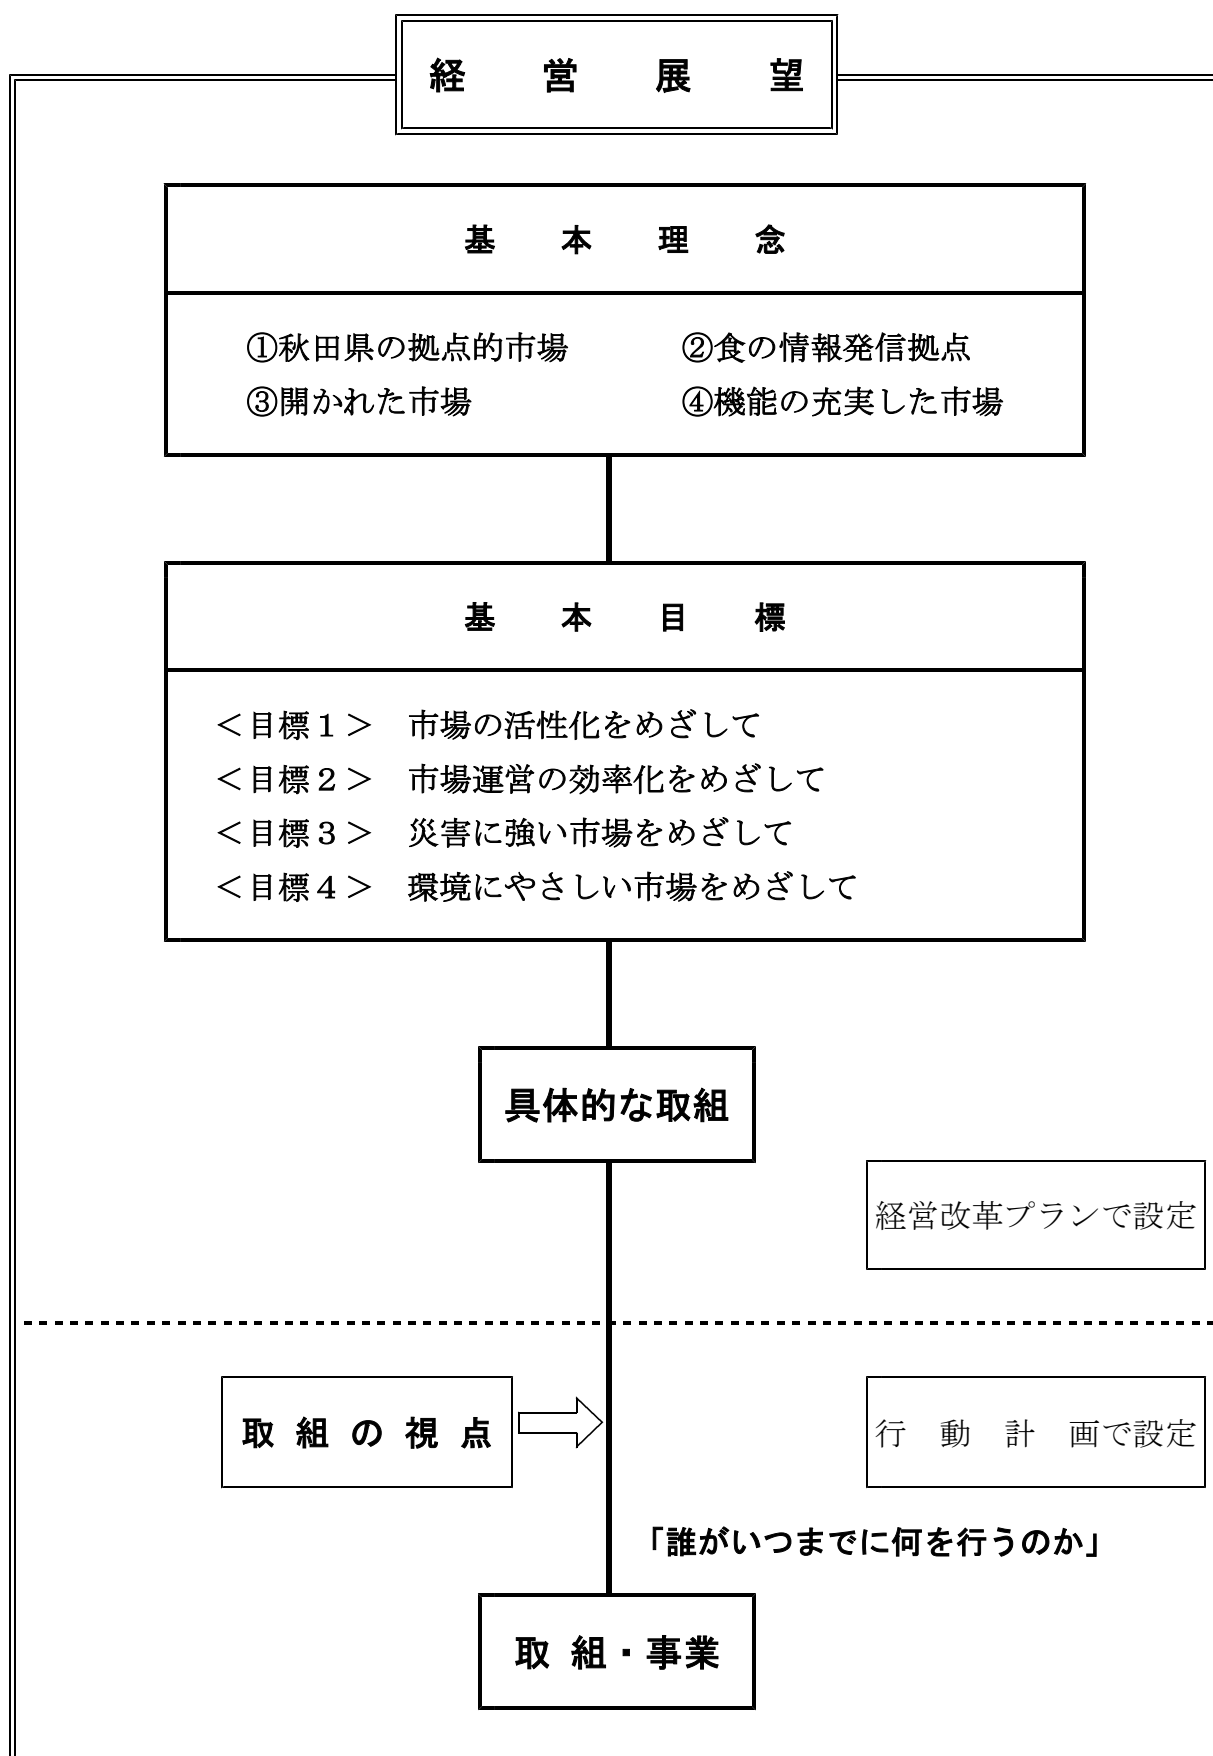 経　営　展　望
基　本　理　念
①秋田県の拠点的市場　②食の情報発信拠点
③開かれた市場　④機能の充実した市場
基　本　目　標
＜目標１＞　市場の活性化をめざして
＜目標２＞　市場運営の効率化をめざして
＜目標３＞　災害に強い市場をめざして
＜目標４＞　環境にやさしい市場をめざして
具体的な取組
経営改革プランで設定
取 組 の 視 点
行　動　計　画で設定
「誰がいつまでに何を行うのか」
取 組・事業